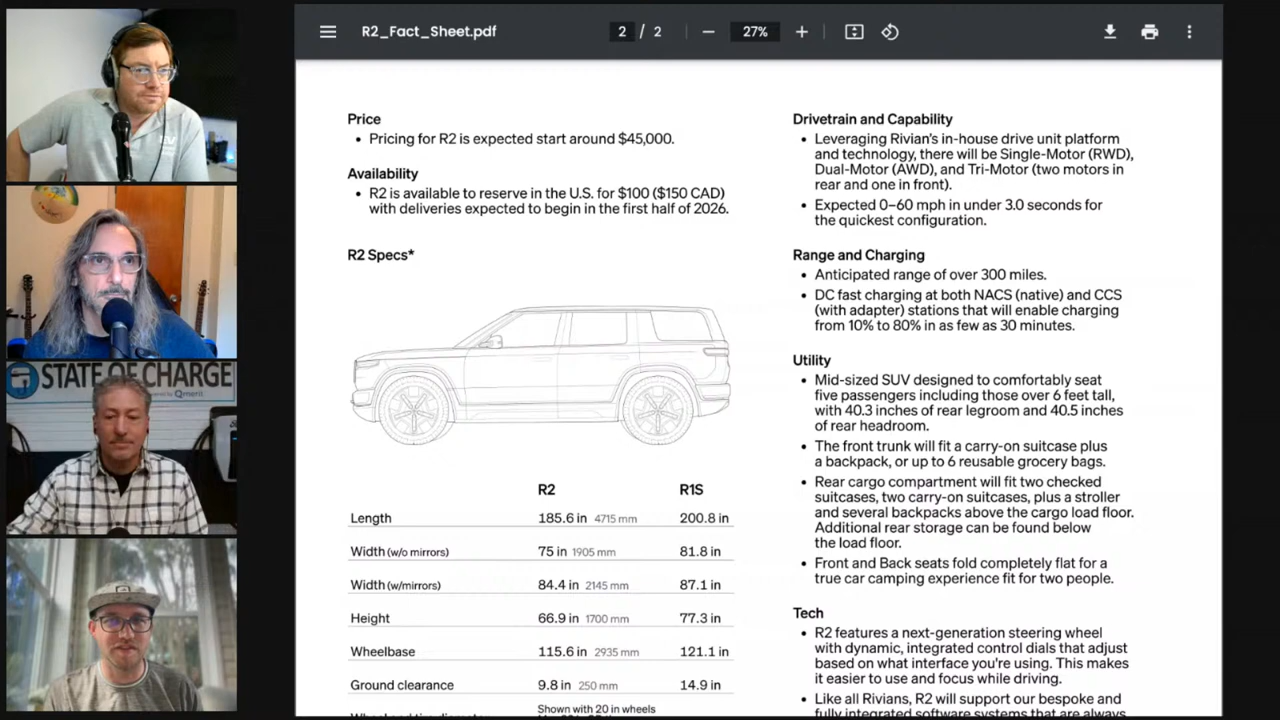 R2_Fact_Sheet.pdf
2 / 2
27%
STATE OF CHARGE
Qmerit
Price
• Pricing for R2 is expected start around $45,000.
Availability
• R2 is available to reserve in the U.S. for $100 ($150 CAD)
with deliveries expected to begin in the first half of 2026.
R2 Specs*
R2 R1S
Length 185.6 in 4715 mm 200.8 in
Width (w/o mirrors) 75 in 1905 mm 81.8 in
Width (w/mirrors) 84.4 in 2145 mm 87.1 in
Height 66.9 in 1700 mm 77.3 in
Wheelbase 115.6 in 2935 mm 121.1 in
Ground clearance 9.8 in 250 mm 14.9 in
Shown with 20 in wheels
Drivetrain and Capability
• Leveraging Rivian's in-house drive unit platform
and technology, there will be Single-Motor (RWD),
Dual-Motor (AWD), and Tri-Motor (two motors in
rear and one in front).
• Expected 0–60 mph in under 3.0 seconds for
the quickest configuration.
Range and Charging
• Anticipated range of over 300 miles.
• DC fast charging at both NACS (native) and CCS
(with adapter) stations that will enable charging
from 10% to 80% in as few as 30 minutes.
Utility
• Mid-sized SUV designed to comfortably seat
five passengers including those over 6 feet tall,
with 40.3 inches of rear legroom and 40.5 inches
of rear headroom.
• The front trunk will fit a carry-on suitcase plus
a backpack, or up to 6 reusable grocery bags.
• Rear cargo compartment will fit two checked
suitcases, two carry-on suitcases, plus a stroller
and several backpacks above the cargo load floor.
Additional rear storage can be found below
the load floor.
• Front and Back seats fold completely flat for a
true car camping experience fit for two people.
Tech
• R2 features a next-generation steering wheel
with dynamic, integrated control dials that adjust
based on what interface you're using. This makes
it easier to use and focus while driving.
• Like all Rivians, R2 will support our bespoke and
fully integrated software systems that are always